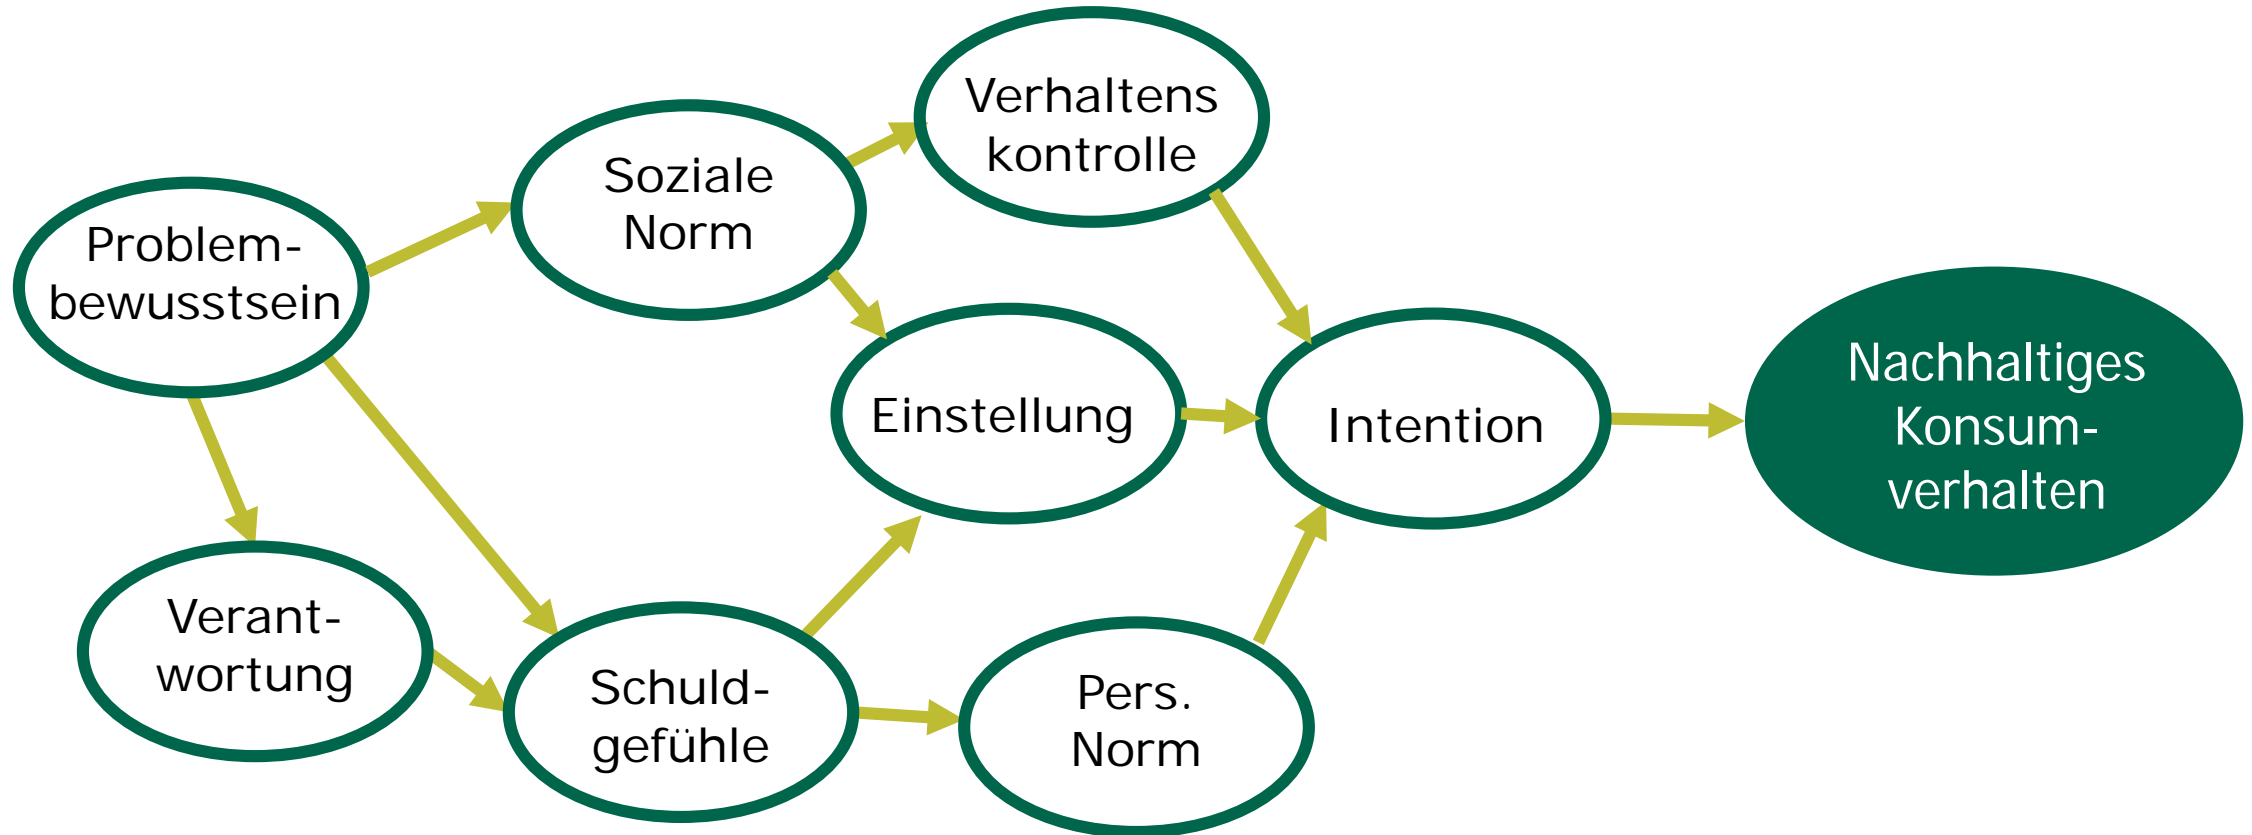 Problem-
bewusstsein
Soziale
Norm
Verhaltens
kontrolle
Einstellung
Intention
Nachhaltiges
Konsum-
verhalten
Verant-
wortung
Schuld-
gefühle
Pers.
Norm